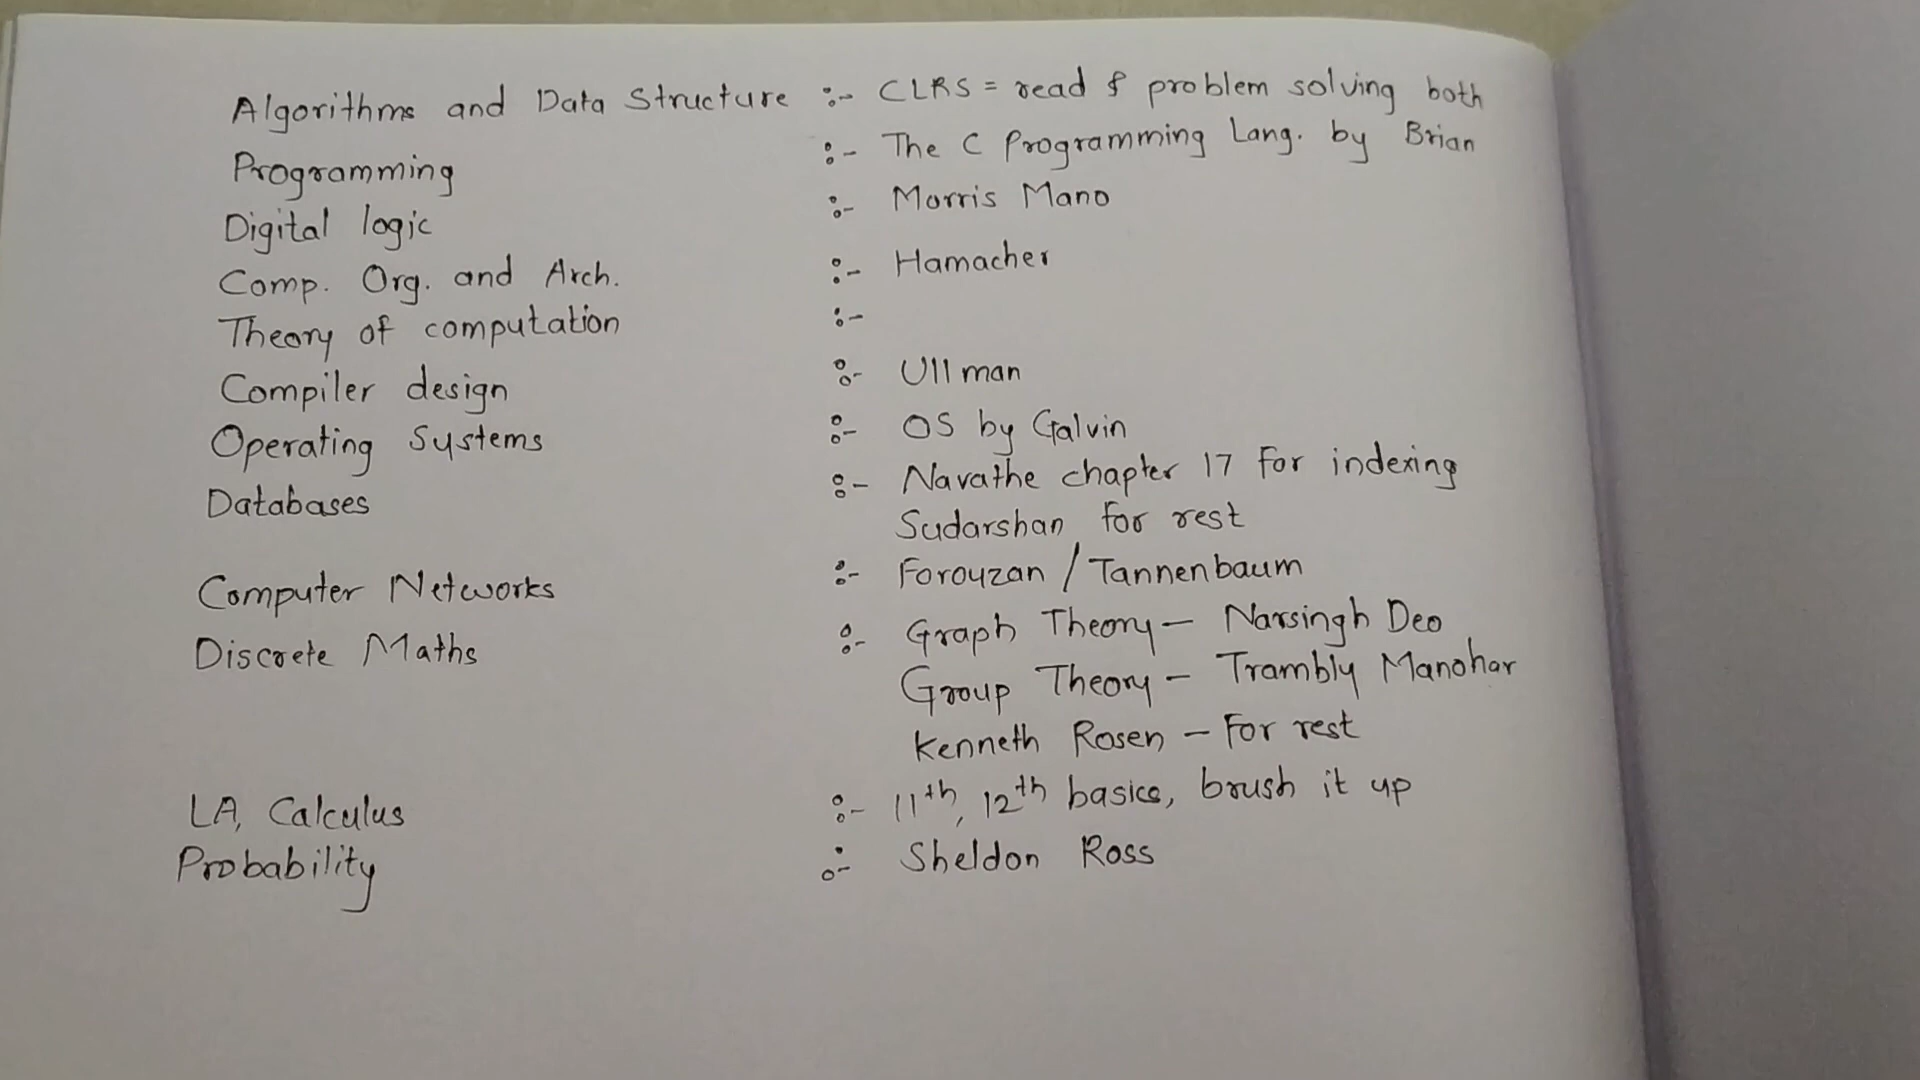 Algorithms and Data Structure :- CLRS = read & problem solving both
Programming :- The C Programming Lang. by Brian
Digital logic :- Morris Mano
Comp. Org. and Arch. :- Hamacher
Theory of computation :-
Compiler design :- Ullman
Operating Systems :- OS by Galvin
Databases :- Navathe chapter 17 for indexing
Sudarshan for rest
Computer Networks :- Forouzan / Tannenbaum
Discrete Maths :- Graph Theory - Narsingh Deo
Group Theory - Trambly Manohar
Kenneth Rosen - For rest
LA, Calculus :- 11th, 12th basics, brush it up
Probability :- Sheldon Ross